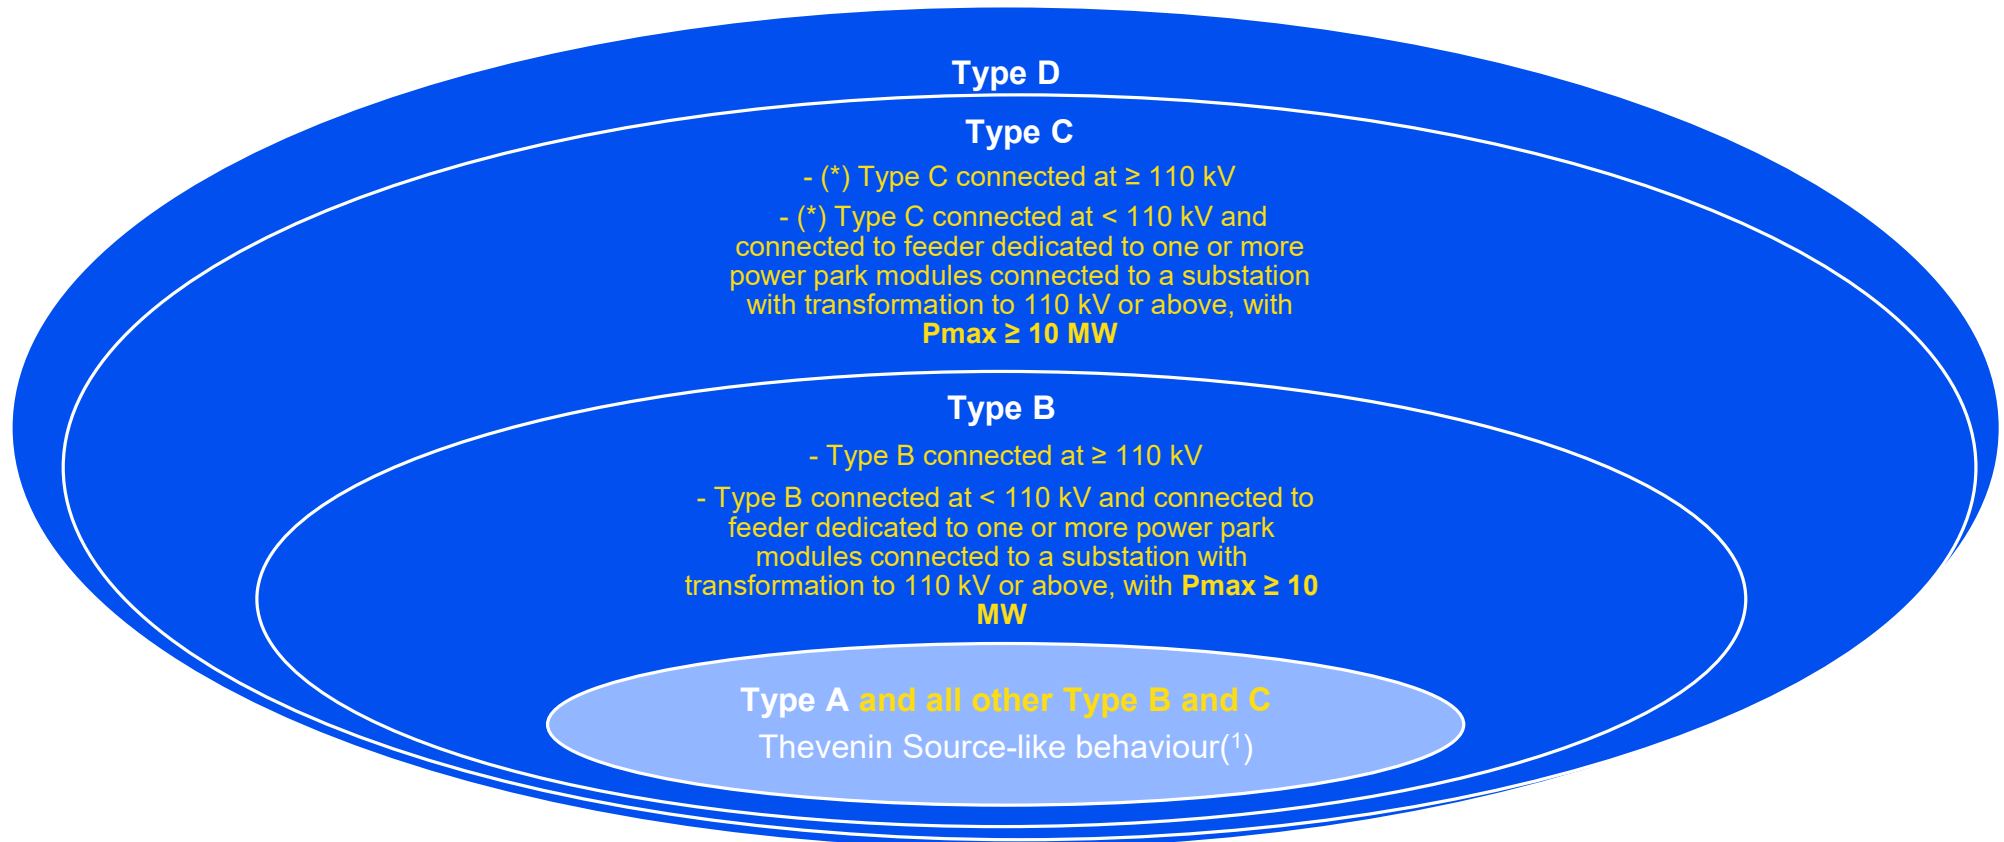 Type D
Type C
- (*) Type C connected at ≥ 110 kV
- (*) Type C connected at < 110 kV and
connected to feeder dedicated to one or more
power park modules connected to a substation
with transformation to 110 kV or above, with
Pmax ≥ 10 MW
Type B
- Type B connected at ≥ 110 kV
- Type B connected at < 110 kV and connected to
feeder dedicated to one or more power park
modules connected to a substation with
transformation to 110 kV or above, with Pmax ≥ 10
MW
Type A and all other Type B and C
Thevenin Source-like behaviour(¹)